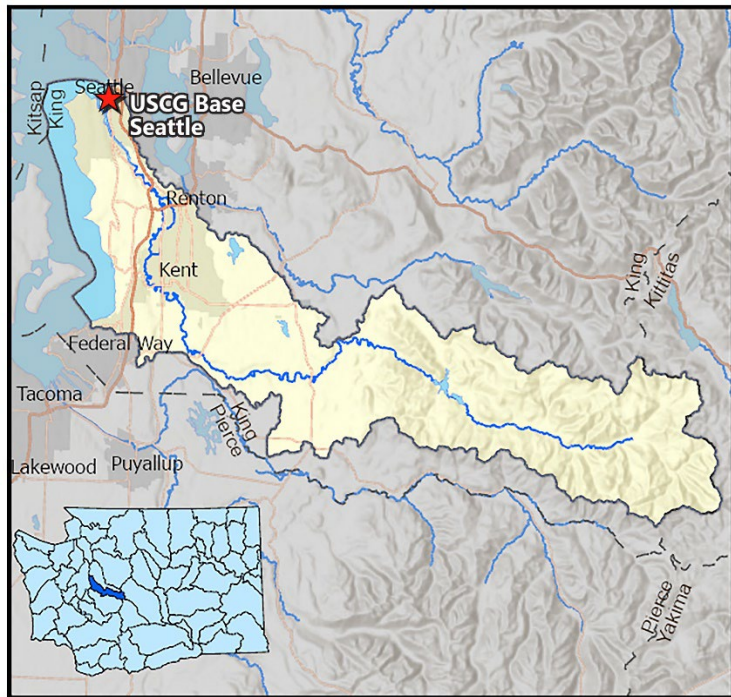 Seattle
Bellevue
USCG Base
Seattle
Kitsap
King
Renton
Kent
King
Kittitas
Federal Way
Tacoma
King
Pierce
Lakewood
Puyallup
Pierce
Yakima